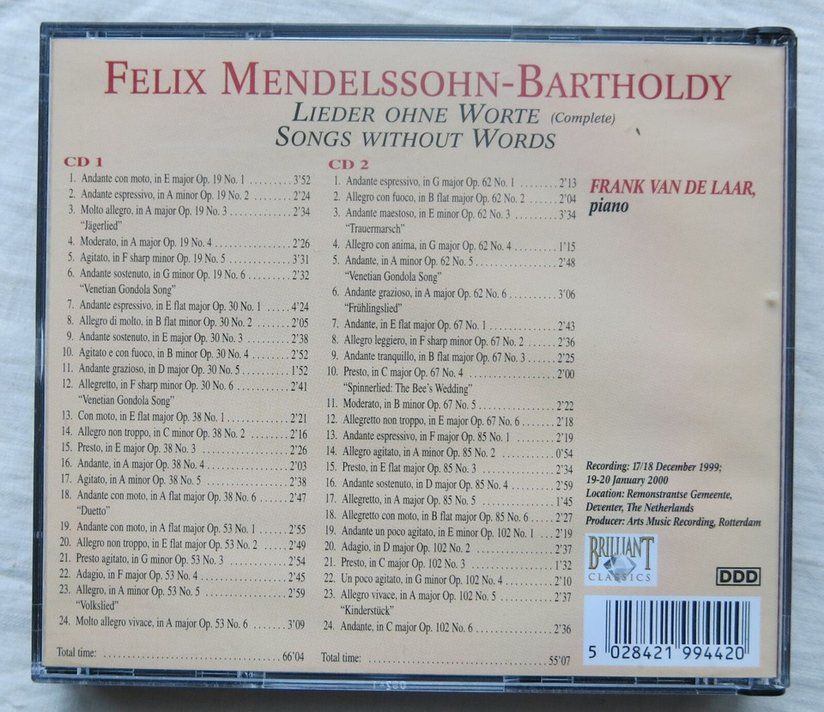 FELIX MENDELSSOHN-BARTHOLDY
LIEDER OHNE WORTE (Complete)
SONGS WITHOUT WORDS
CD 1
1. Andante con moto, in E major Op. 19 No. 1 .......... 3'52
2. Andante espressivo, in A minor Op. 19 No. 2 ........ 2'24
3. Molto allegro, in A major Op. 19 No. 3 ............. 2'34
"Jägerlied"
4. Moderato, in A major Op. 19 No. 4 .................. 2'26
5. Agitato, in F sharp minor Op. 19 No. 5 ............. 3'31
6. Andante sostenuto, in G minor Op. 19 No. 6 ......... 2'32
"Venetian Gondola Song"
7. Andante espressivo, in E flat major Op. 30 No. 1 .... 4'24
8. Allegro di molto, in B flat minor Op. 30 No. 2 ...... 2'05
9. Andante sostenuto, in E major Op. 30 No. 3 ......... 2'38
10. Agitato e con fuoco, in B minor Op. 30 No. 4 ....... 2'52
11. Andante grazioso, in D major Op. 30 No. 5 .......... 1'52
12. Allegretto, in F sharp minor Op. 30 No. 6 .......... 2'41
"Venetian Gondola Song"
13. Con moto, in E flat major Op. 38 No. 1 ............. 2'21
14. Allegro non troppo, in C minor Op. 38 No. 2 ........ 2'16
15. Presto, in E major Op. 38 No. 3 .................... 2'26
16. Andante, in A major Op. 38 No. 4 ................... 2'03
17. Agitato, in A minor Op. 38 No. 5 ................... 2'38
18. Andante con moto, in A flat major Op. 38 No. 6 ..... 2'47
"Duetto"
19. Andante con moto, in A flat major Op. 53 No. 1 ..... 2'55
20. Allegro non troppo, in E flat major Op. 53 No. 2 ... 2'49
21. Presto agitato, in G minor Op. 53 No. 3 ............ 2'54
22. Adagio, in F major Op. 53 No. 4 .................... 2'45
23. Allegro, in A minor Op. 53 No. 5 ................... 2'59
"Volkslied"
24. Molto allegro vivace, in A major Op. 53 No. 6 ...... 3'09
Total time: .......... 66'04
CD 2
1. Andante espressivo, in G major Op. 62 No. 1 ........ 2'13
2. Allegro con fuoco, in B flat major Op. 62 No. 2 .... 2'04
3. Andante maestoso, in E minor Op. 62 No. 3 .......... 3'34
"Trauermarsch"
4. Allegro con anima, in G major Op. 62 No. 4 ......... 1'15
5. Andante, in A minor Op. 62 No. 5 ................... 2'48
"Venetian Gondola Song"
6. Andante grazioso, in A major Op. 62 No. 6 .......... 3'06
"Frühlingslied"
7. Andante, in E flat major Op. 67 No. 1 .............. 2'43
8. Allegro leggiero, in F sharp minor Op. 67 No. 2 .... 2'36
9. Andante tranquillo, in B flat major Op. 67 No. 3 ... 2'25
10. Presto, in C major Op. 67 No. 4 .................... 2'00
"Spinnerlied: The Bee's Wedding"
11. Moderato, in B minor Op. 67 No. 5 .................. 2'22
12. Allegretto non troppo, in E major Op. 67 No. 6 ..... 2'18
13. Andante espressivo, in F major Op. 85 No. 1 ........ 2'19
14. Allegro agitato, in A minor Op. 85 No. 2 ........... 0'54
15. Presto, in E flat major Op. 85 No. 3 ............... 2'34
16. Andante sostenuto, in D major Op. 85 No. 4 ......... 2'59
17. Allegretto, in A major Op. 85 No. 5 ................ 1'45
18. Allegretto con moto, in B flat major Op. 85 No. 6 .. 2'27
19. Andante un poco agitato, in E minor Op. 102 No. 1 .. 2'19
20. Adagio, in D major Op. 102 No. 2 ................... 2'37
21. Presto, in C major Op. 102 No. 3 ................... 1'32
22. Un poco agitato, in G minor Op. 102 No. 4 .......... 2'10
23. Allegro vivace, in A major Op. 102 No. 5 ........... 2'37
"Kinderstück"
24. Andante, in C major Op. 102 No. 6 .................. 2'36
Total time: .......... 55'07
FRANK VAN DE LAAR,
piano
Recording: 17/18 December 1999;
19-20 January 2000
Location: Remonstrantse Gemeente,
Deventer, The Netherlands
Producer: Arts Music Recording, Rotterdam
BRILLIANT
CLASSICS
DDD
5 028421 994420